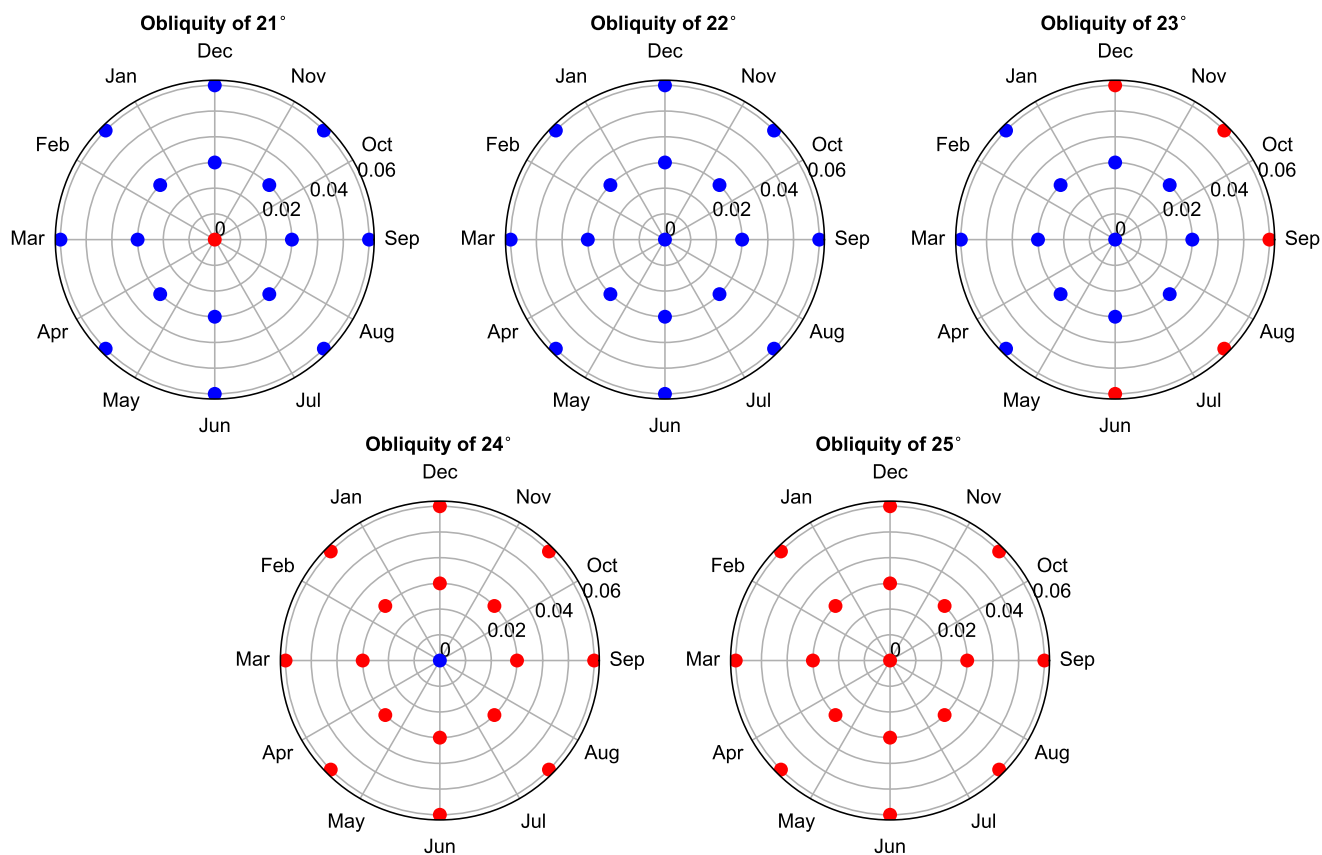 Obliquity of 21°
Dec
Jan
Nov
Feb
Oct
0.06
0.04
0.02
0
Mar
Sep
Apr
Aug
May
Jul
Jun
Obliquity of 22°
Dec
Jan
Nov
Feb
Oct
0.06
0.04
0.02
0
Mar
Sep
Apr
Aug
May
Jul
Jun
Obliquity of 23°
Dec
Jan
Nov
Feb
Oct
0.06
0.04
0.02
0
Mar
Sep
Apr
Aug
May
Jul
Jun
Obliquity of 24°
Dec
Jan
Nov
Feb
Oct
0.06
0.04
0.02
0
Mar
Sep
Apr
Aug
May
Jul
Jun
Obliquity of 25°
Dec
Jan
Nov
Feb
Oct
0.06
0.04
0.02
0
Mar
Sep
Apr
Aug
May
Jul
Jun